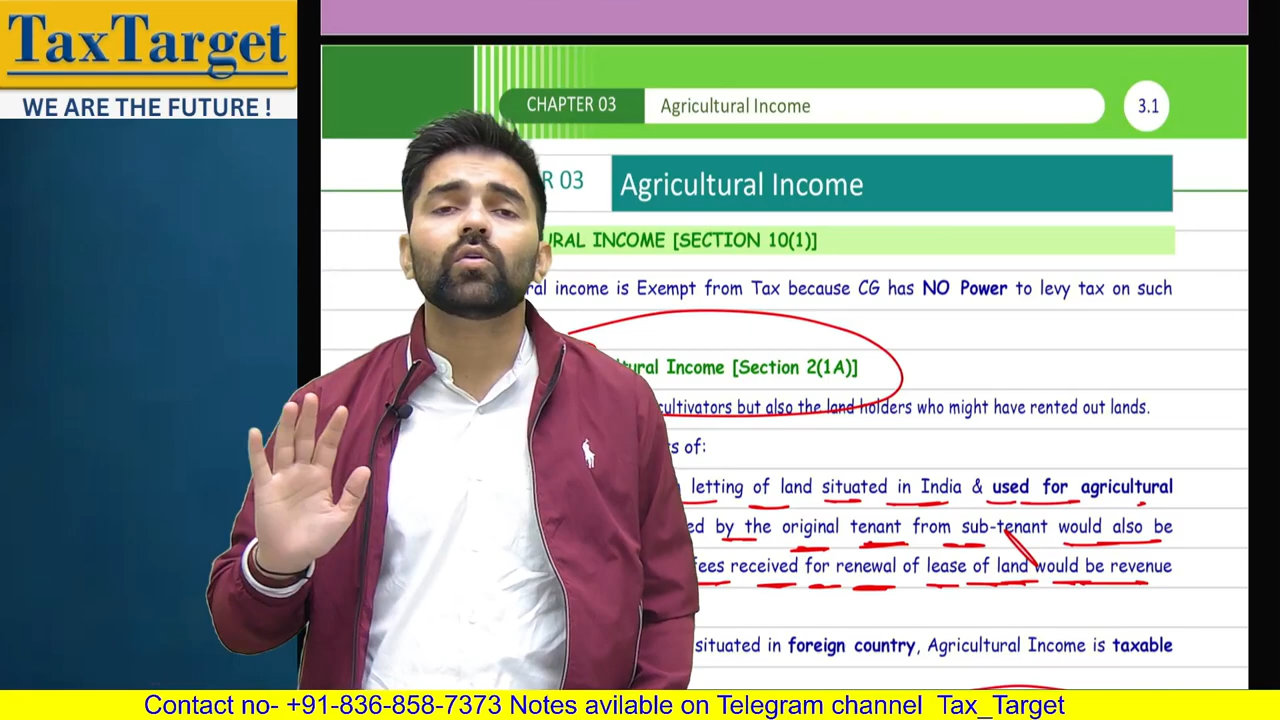 TaxTarget
WE ARE THE FUTURE !
CHAPTER 03
Agricultural Income
3.1
R 03
Agricultural Income
URAL INCOME [SECTION 10(1)]
ral income is Exempt from Tax because CG has NO Power to levy tax on such
tural Income [Section 2(1A)]
cultivators but also the land holders who might have rented out lands.
s of:
letting of land situated in India & used for agricultural
ed by the original tenant from sub-tenant would also be
fees received for renewal of lease of land would be revenue
situated in foreign country, Agricultural Income is taxable
Contact no- +91-836-858-7373 Notes avilable on Telegram channel Tax_Target